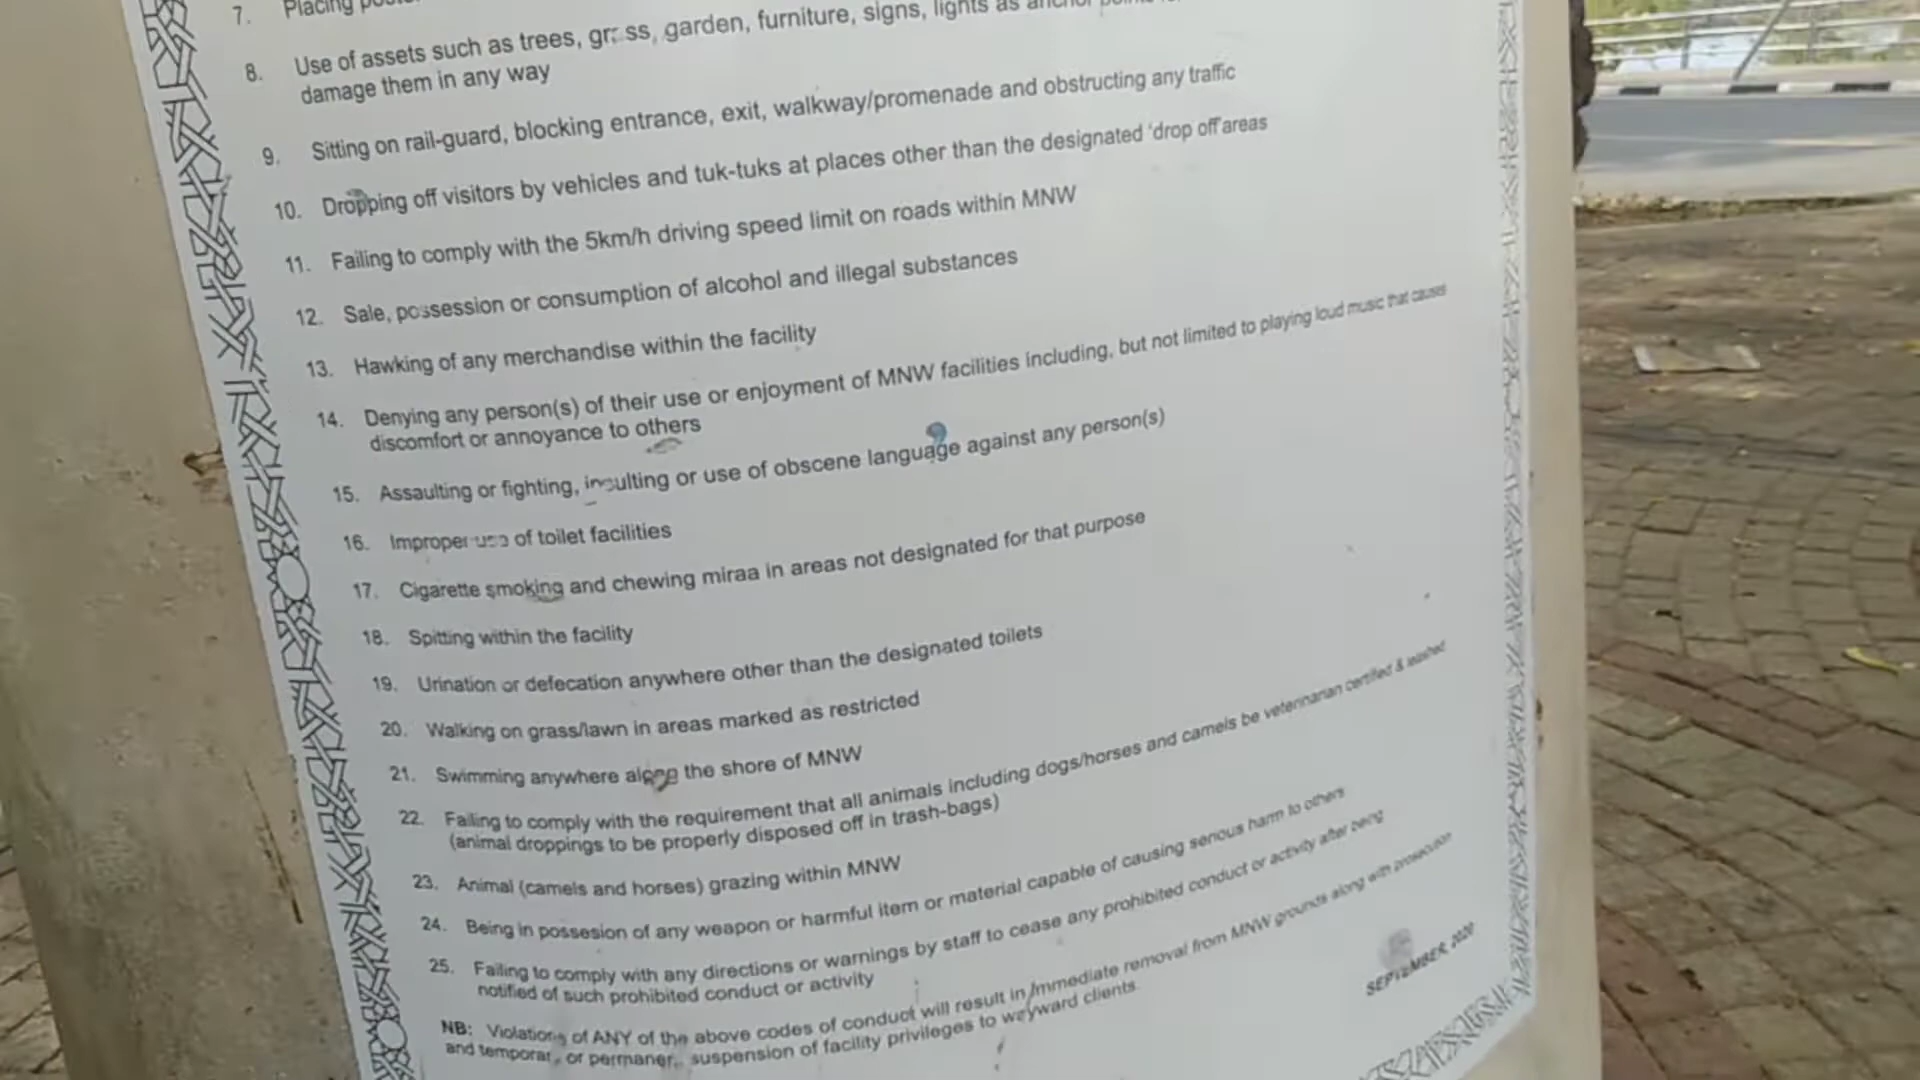 7. Placing
8. Use of assets such as trees, grass, garden, furniture, signs, lights as anchor points
damage them in any way
9. Sitting on rail-guard, blocking entrance, exit, walkway/promenade and obstructing any traffic
10. Dropping off visitors by vehicles and tuk-tuks at places other than the designated 'drop off' areas
11. Failing to comply with the 5km/h driving speed limit on roads within MNW
12. Sale, possession or consumption of alcohol and illegal substances
13. Hawking of any merchandise within the facility
14. Denying any person(s) of their use or enjoyment of MNW facilities including, but not limited to playing loud music that causes
discomfort or annoyance to others
15. Assaulting or fighting, insulting or use of obscene language against any person(s)
16. Improper use of toilet facilities
17. Cigarette smoking and chewing miraa in areas not designated for that purpose
18. Spitting within the facility
19. Urination or defecation anywhere other than the designated toilets
20. Walking on grass/lawn in areas marked as restricted
21. Swimming anywhere along the shore of MNW
22. Failing to comply with the requirement that all animals including dogs/horses and camels be veterinarian certified & leashed
(animal droppings to be properly disposed off in trash-bags)
23. Animal (camels and horses) grazing within MNW
24. Being in possesion of any weapon or harmful item or material capable of causing serious harm to others
25. Failing to comply with any directions or warnings by staff to cease any prohibited conduct or activity after being
notified of such prohibited conduct or activity
NB: Violations of ANY of the above codes of conduct will result in immediate removal from MNW grounds along with prosecution
and temporary or permanent suspension of facility privileges to wayward clients.
SEPTEMBER, 2020